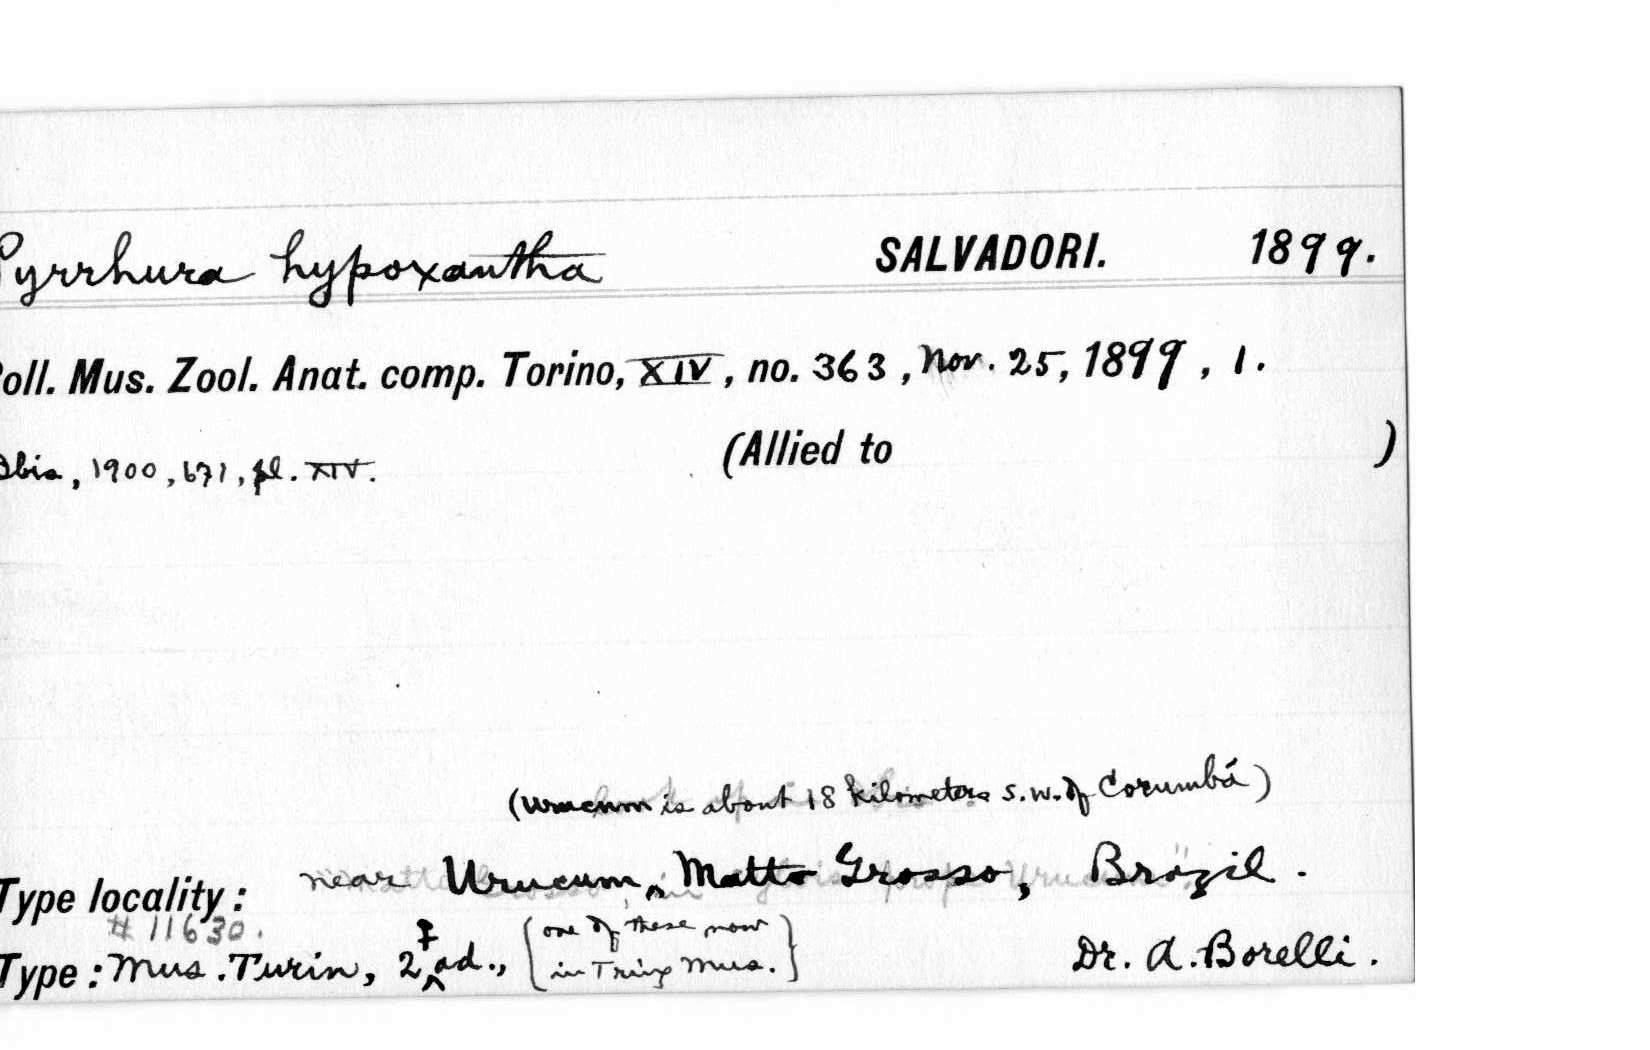 Pyrrhura hypoxantha SALVADORI. 1899.
oll. Mus. Zool. Anat. comp. Torino, XIV, no. 363, Nov. 25, 1899, 1.
Ibis, 1900, 671, pl. XIV. (Allied to )
(Urucum is about 18 kilometers S.W. of Corumbá)
Type locality: near Urucum, Matto Grosso, Brazil.
# 11630.
Type: Mus. Turin, 2 ♀ ad., [one of these now in Tring Mus.] Dr. A. Borelli.